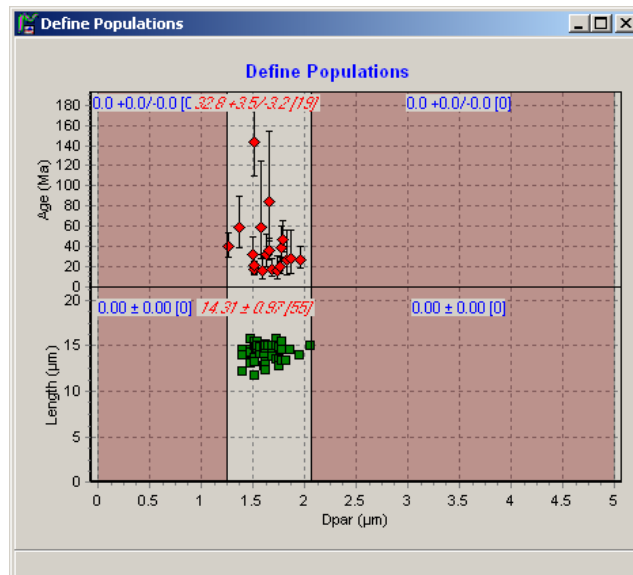 Define Populations
Define Populations
0.0 +0.0/-0.0 [0 32.8 +3.5/-3.2 [19] 0.0 +0.0/-0.0 [0]
180
160
140
120
100
80
60
40
20
0
Age (Ma)
0.00 ± 0.00 [0] 14.31 ± 0.97 [55] 0.00 ± 0.00 [0]
20
15
10
5
0
Length (µm)
0 0.5 1 1.5 2 2.5 3 3.5 4 4.5 5
Dpar (µm)